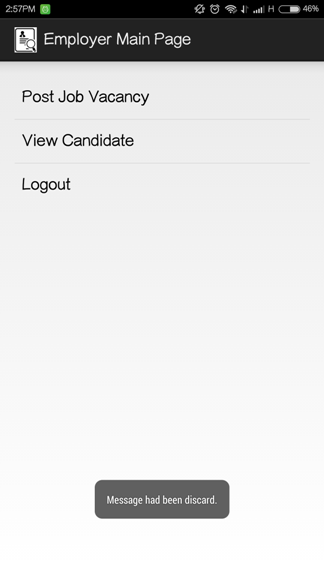 2:57PM H 46%
Employer Main Page
Post Job Vacancy
View Candidate
Logout
Message had been discard.